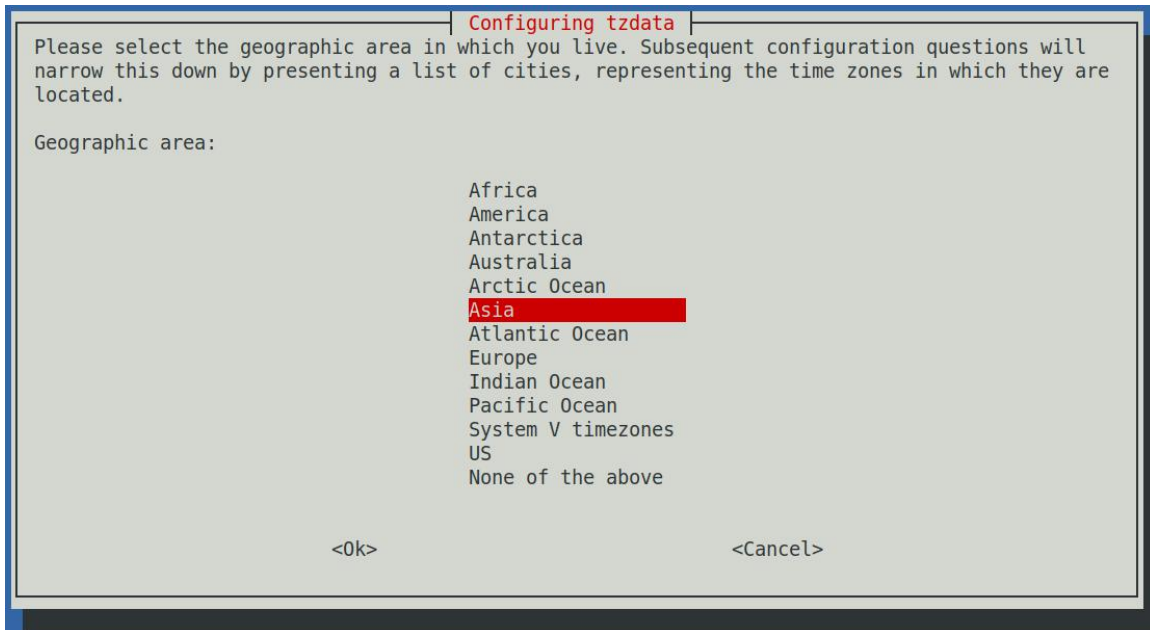 Configuring tzdata
Please select the geographic area in which you live. Subsequent configuration questions will
narrow this down by presenting a list of cities, representing the time zones in which they are
located.
Geographic area:
Africa
America
Antarctica
Australia
Arctic Ocean
Asia
Atlantic Ocean
Europe
Indian Ocean
Pacific Ocean
System V timezones
US
None of the above
<Ok> <Cancel>